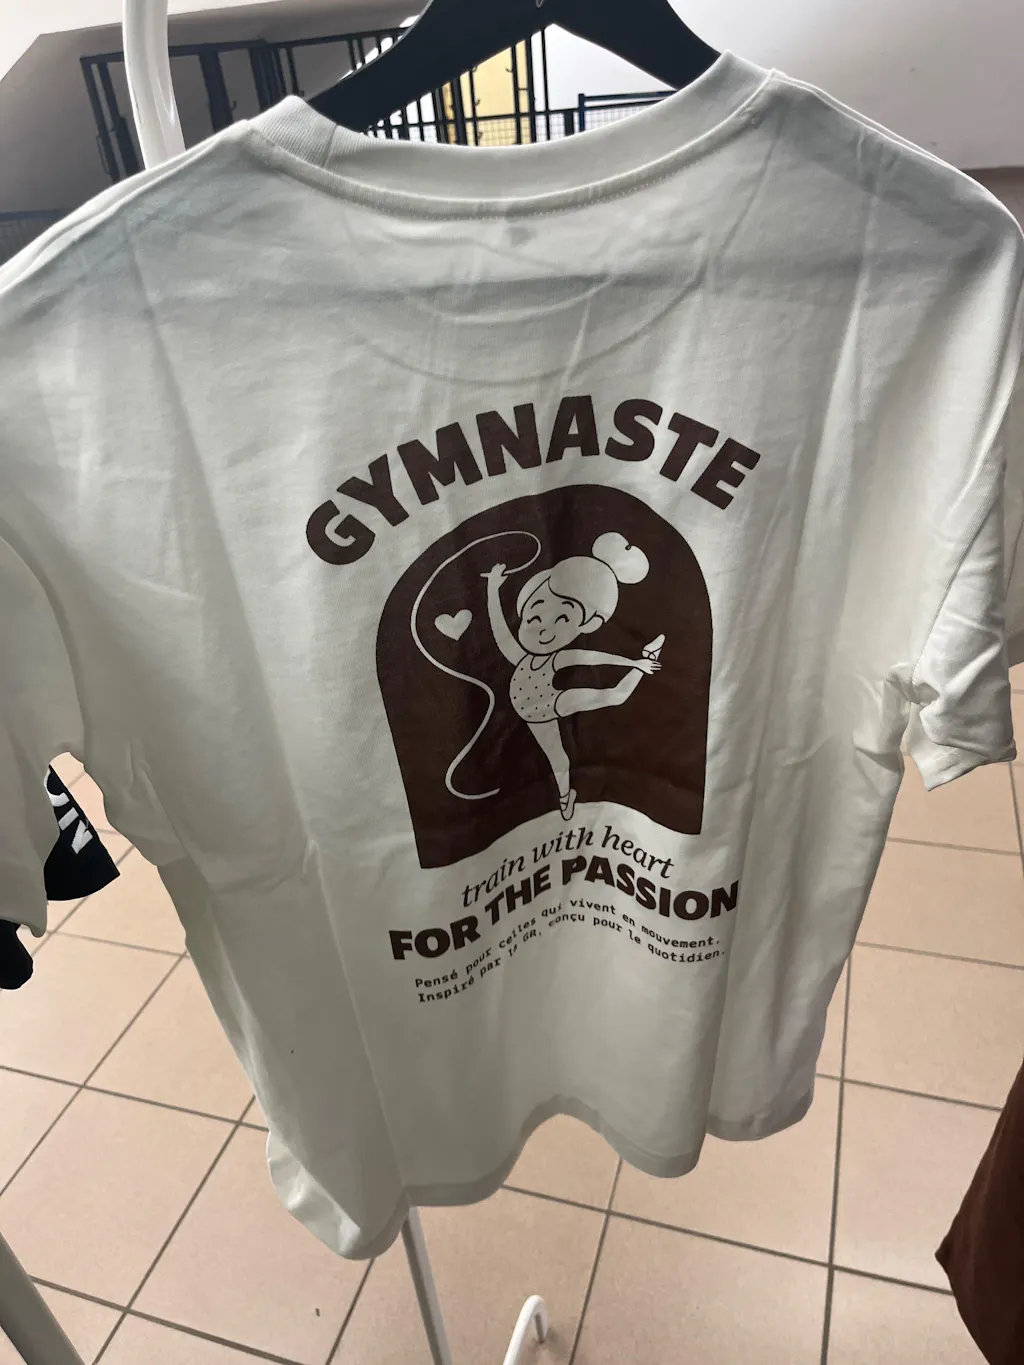 GYMNASTE
train with heart
FOR THE PASSION
Pensé pour celles qui vivent en mouvement.
Inspiré par la GR, conçu pour le quotidien.